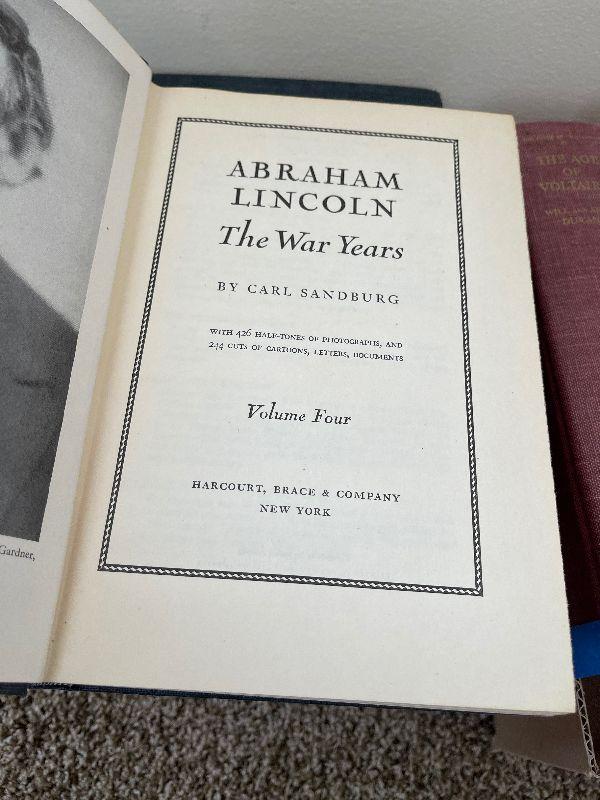 ABRAHAM
LINCOLN
The War Years
BY CARL SANDBURG
WITH 426 HALF-TONES OF PHOTOGRAPHS, AND
244 CUTS OF CARTOONS, LETTERS, DOCUMENTS
Volume Four
HARCOURT, BRACE & COMPANY
NEW YORK
Gardner,
THE AGE
OF
VOLTAIRE